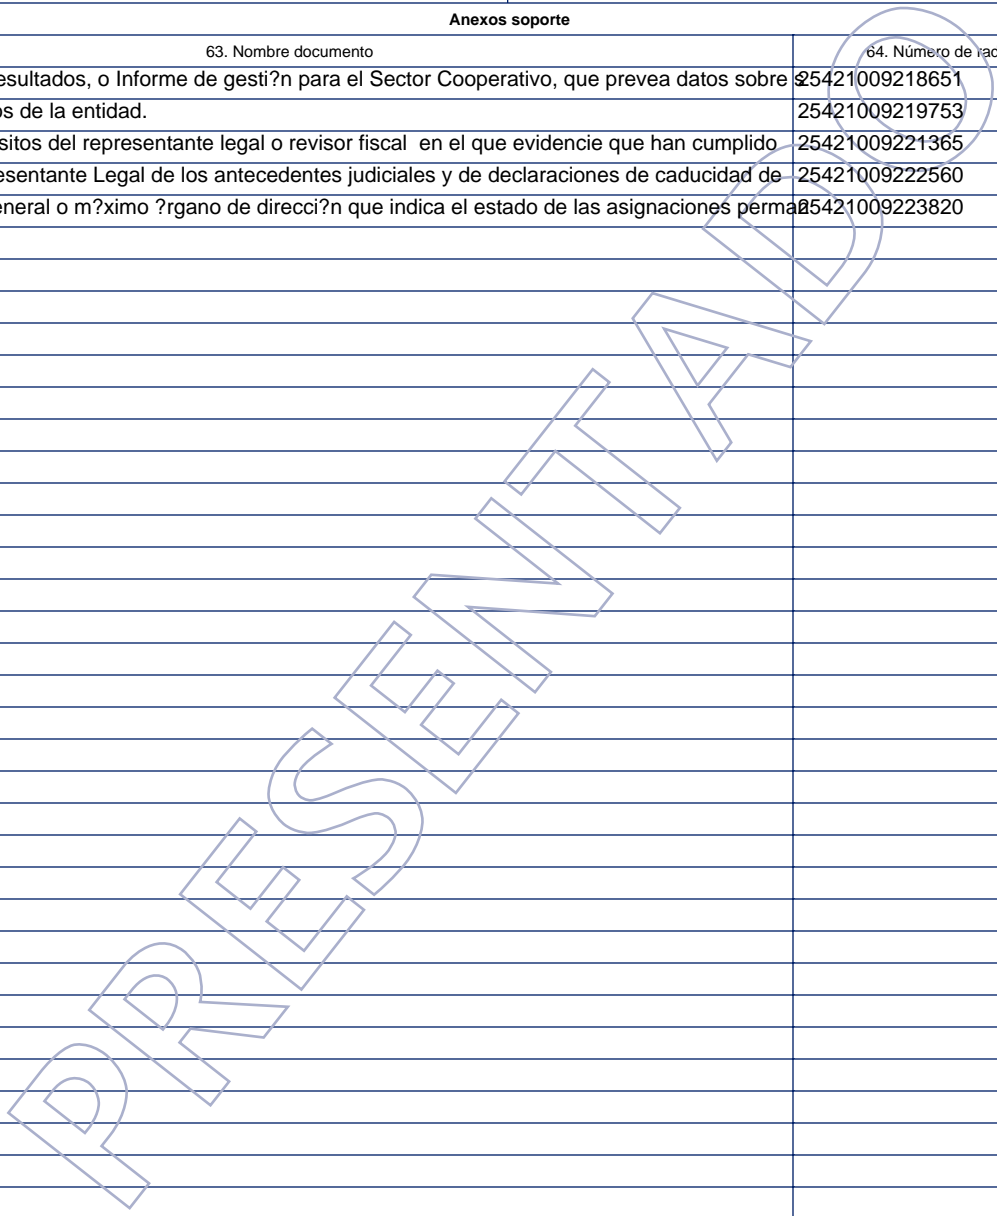 Anexos soporte
63. Nombre documento 64. Número de rad
esultados, o Informe de gesti?n para el Sector Cooperativo, que prevea datos sobre s 25421009218651
os de la entidad. 25421009219753
sitos del representante legal o revisor fiscal en el que evidencie que han cumplido 25421009221365
esentante Legal de los antecedentes judiciales y de declaraciones de caducidad de 25421009222560
eneral o m?ximo ?rgano de direcci?n que indica el estado de las asignaciones perman 25421009223820
PRESENTADO